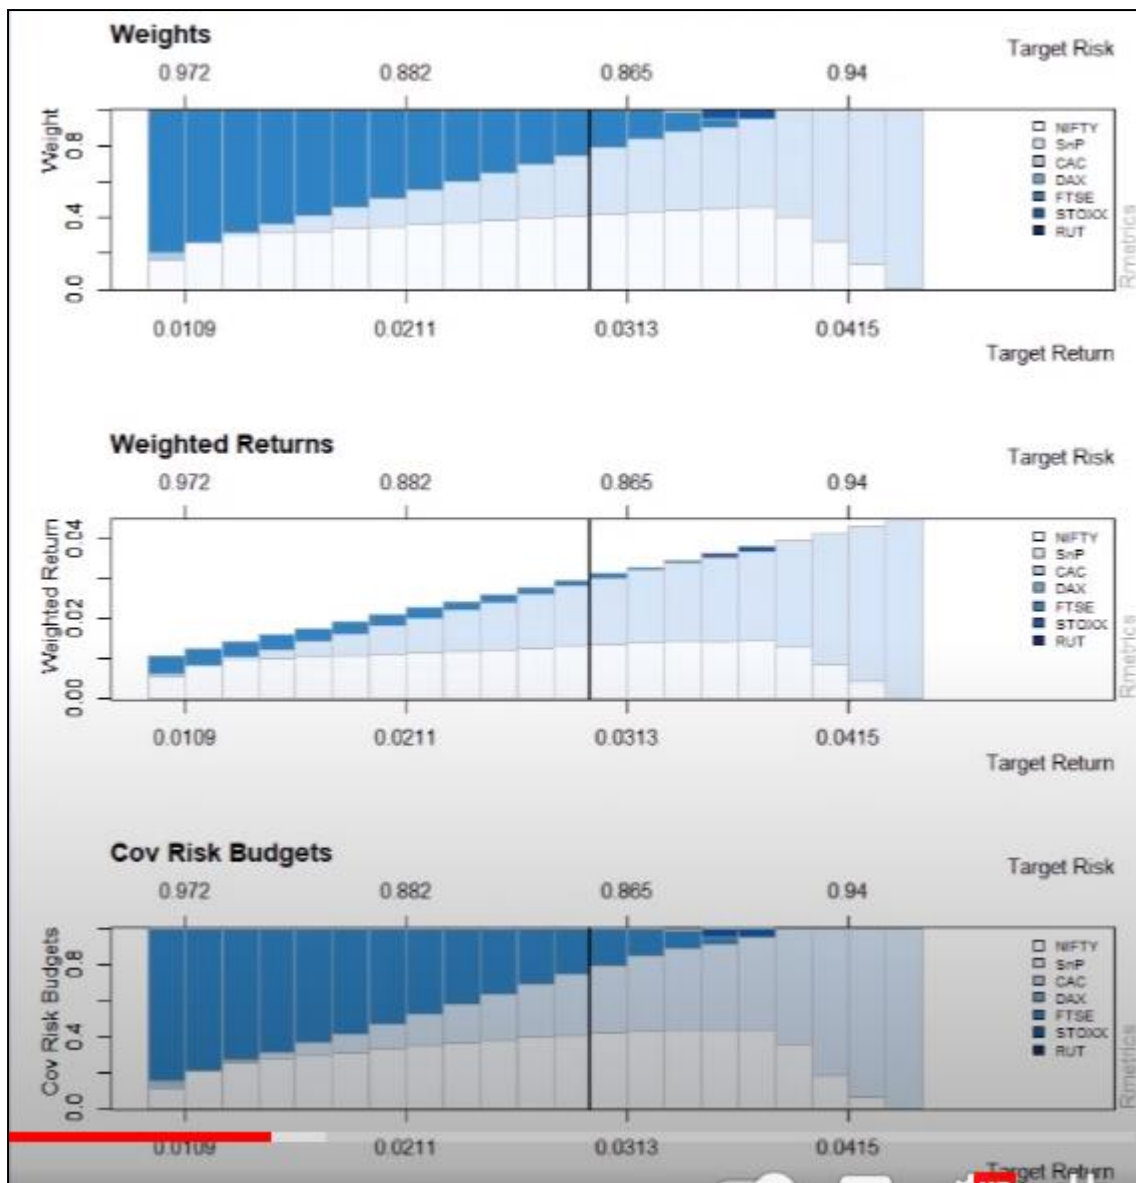 Weights
Target Risk
0.972 0.882 0.865 0.94
Weight
0.8
0.4
0.0
NIFTY
SnP
CAC
DAX
FTSE
STOXX
RUT
Rmetrics
0.0109 0.0211 0.0313 0.0415
Target Return
Weighted Returns
Target Risk
0.972 0.882 0.865 0.94
Weighted Return
0.04
0.02
0.00
NIFTY
SnP
CAC
DAX
FTSE
STOXX
RUT
Rmetrics
0.0109 0.0211 0.0313 0.0415
Target Return
Cov Risk Budgets
Target Risk
0.972 0.882 0.865 0.94
Cov Risk Budgets
0.8
0.4
0.0
NIFTY
SnP
CAC
DAX
FTSE
STOXX
RUT
Rmetrics
0.0109 0.0211 0.0313 0.0415
Target Return